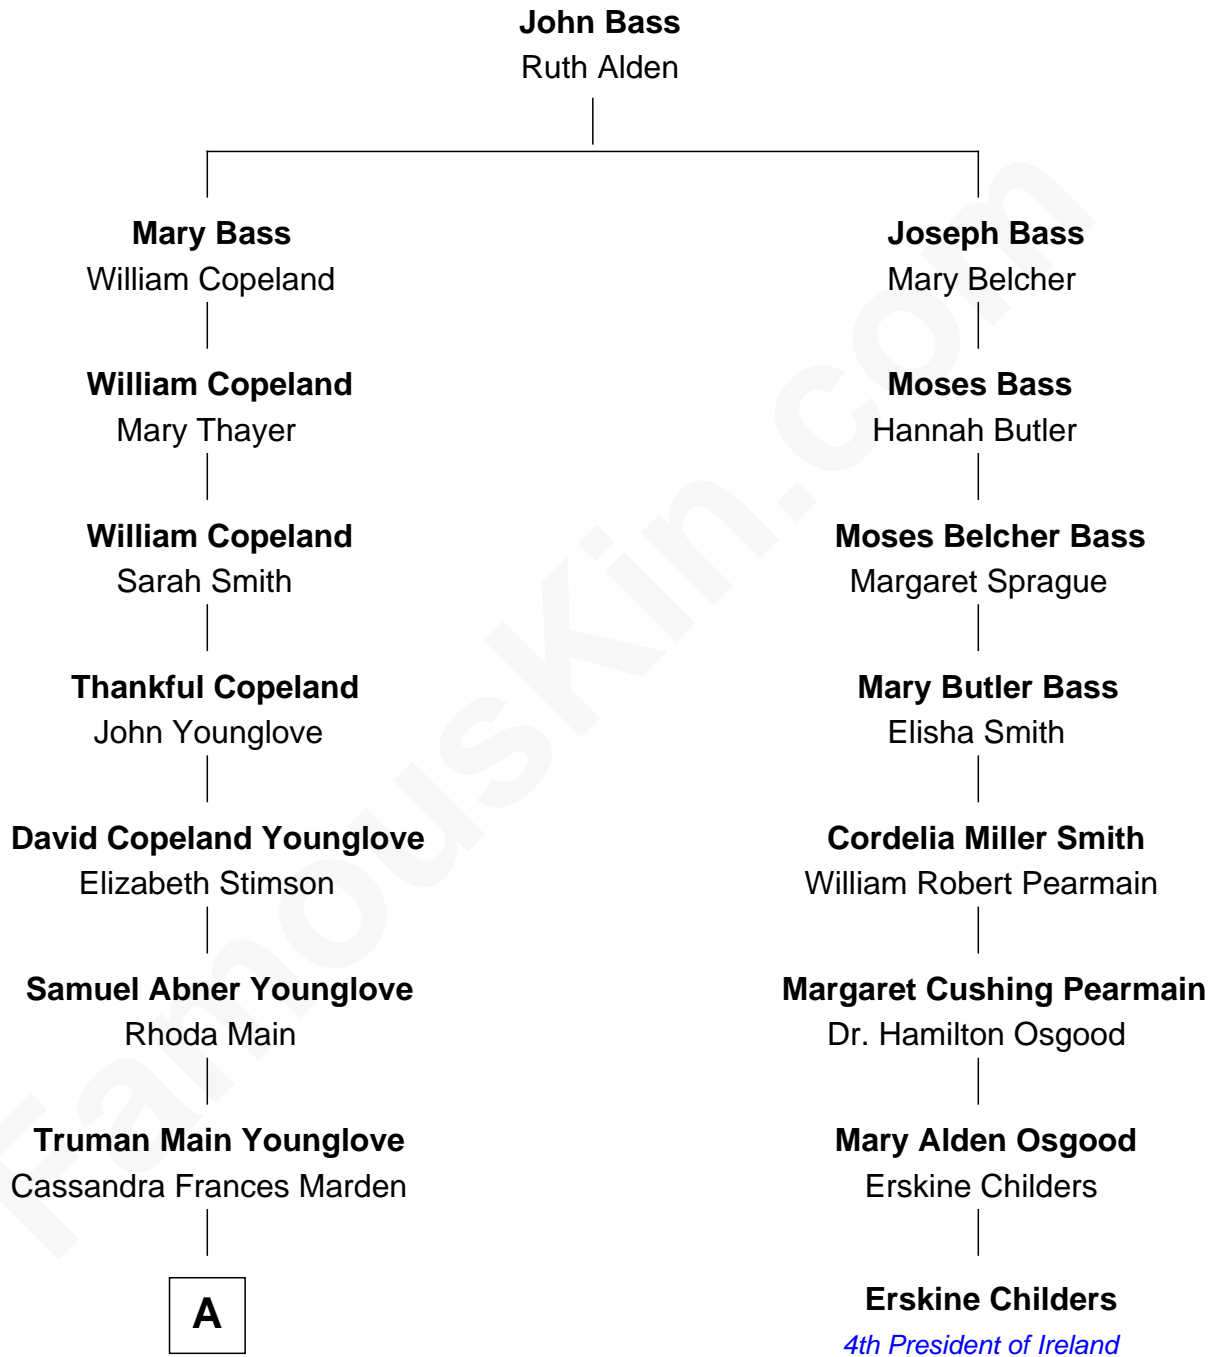 John Bass
Ruth Alden
Mary Bass
William Copeland
Joseph Bass
Mary Belcher
William Copeland
Mary Thayer
Moses Bass
Hannah Butler
William Copeland
Sarah Smith
Moses Belcher Bass
Margaret Sprague
Thankful Copeland
John Younglove
Mary Butler Bass
Elisha Smith
David Copeland Younglove
Elizabeth Stimson
Cordelia Miller Smith
William Robert Pearmain
Samuel Abner Younglove
Rhoda Main
Margaret Cushing Pearmain
Dr. Hamilton Osgood
Truman Main Younglove
Cassandra Frances Marden
Mary Alden Osgood
Erskine Childers
A
Erskine Childers
4th President of Ireland
FamousKin.com